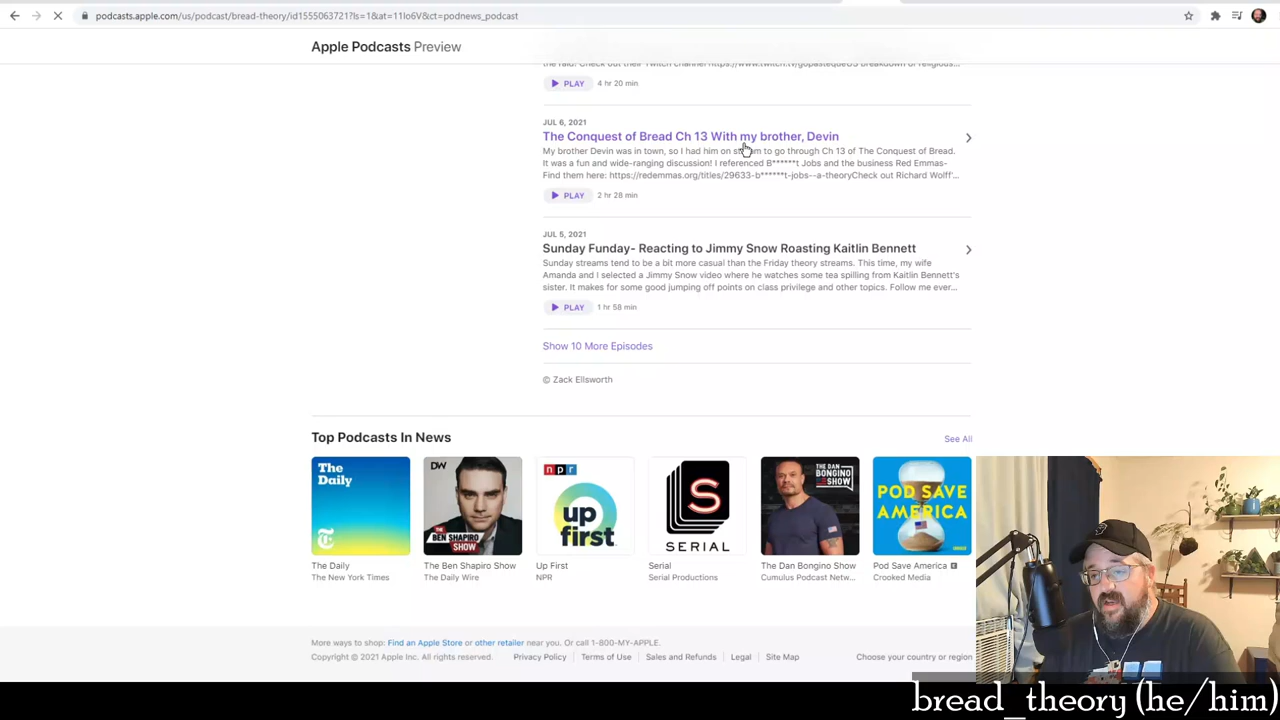 podcasts.apple.com/us/podcast/bread-theory/id1555063721?ls=1&at=11lo6V&ct=podnews_podcast
Apple Podcasts Preview
PLAY 4 hr 20 min
JUL 6, 2021
The Conquest of Bread Ch 13 With my brother, Devin
My brother Devin was in town, so I had him on stream to go through Ch 13 of The Conquest of Bread.
It was a fun and wide-ranging discussion! I referenced B******t Jobs and the business Red Emmas-
Find them here: https://redemmas.org/titles/29633-b******t-jobs--a-theoryCheck out Richard Wolff'...
PLAY 2 hr 28 min
JUL 5, 2021
Sunday Funday- Reacting to Jimmy Snow Roasting Kaitlin Bennett
Sunday streams tend to be a bit more casual than the Friday theory streams. This time, my wife
Amanda and I selected a Jimmy Snow video where he watches some tea spilling from Kaitlin Bennett's
sister. It makes for some good jumping off points on class privilege and other topics. Follow me ever...
PLAY 1 hr 58 min
Show 10 More Episodes
© Zack Ellsworth
Top Podcasts In News
See All
The Daily
DW
THE BEN SHAPIRO SHOW
npr
up first
S
SERIAL
THE DAN BONGINO SHOW
POD SAVE AMERICA
The Daily
The New York Times
The Ben Shapiro Show
The Daily Wire
Up First
NPR
Serial
Serial Productions
The Dan Bongino Show
Cumulus Podcast Netw...
Pod Save America E
Crooked Media
More ways to shop: Find an Apple Store or other retailer near you. Or call 1-800-MY-APPLE.
Copyright © 2021 Apple Inc. All rights reserved. Privacy Policy Terms of Use Sales and Refunds Legal Site Map Choose your country or region
bread_theory (he/him)